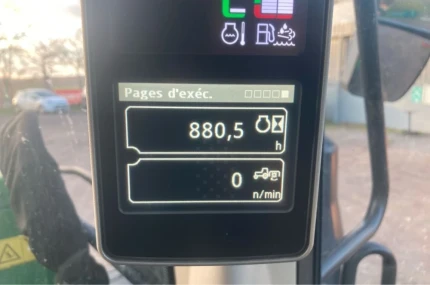 Pages d'exéc.
880,5
h
0
n/min